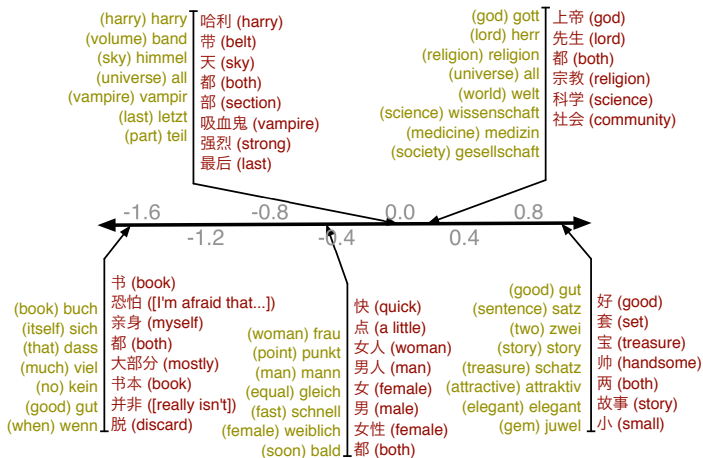 (harry) harry
(volume) band
(sky) himmel
(universe) all
(vampire) vampir
(last) letzt
(part) teil
哈利 (harry)
带 (belt)
天 (sky)
都 (both)
部 (section)
吸血鬼 (vampire)
强烈 (strong)
最后 (last)
(god) gott
(lord) herr
(religion) religion
(universe) all
(world) welt
(science) wissenschaft
(medicine) medizin
(society) gesellschaft
上帝 (god)
先生 (lord)
都 (both)
宗教 (religion)
科学 (science)
社会 (community)
-1.6 -0.8 0.0 0.8
-1.2 -0.4 0.4
(book) buch
(itself) sich
(that) dass
(much) viel
(no) kein
(good) gut
(when) wenn
书 (book)
恐怕 ([I'm afraid that...])
亲身 (myself)
都 (both)
大部分 (mostly)
书本 (book)
并非 ([really isn't])
脱 (discard)
(woman) frau
(point) punkt
(man) mann
(equal) gleich
(fast) schnell
(female) weiblich
(soon) bald
快 (quick)
点 (a little)
女人 (woman)
男人 (man)
女 (female)
男 (male)
女性 (female)
都 (both)
(good) gut
(sentence) satz
(two) zwei
(story) story
(treasure) schatz
(attractive) attraktiv
(elegant) elegant
(gem) juwel
好 (good)
套 (set)
宝 (treasure)
帅 (handsome)
两 (both)
故事 (story)
小 (small)